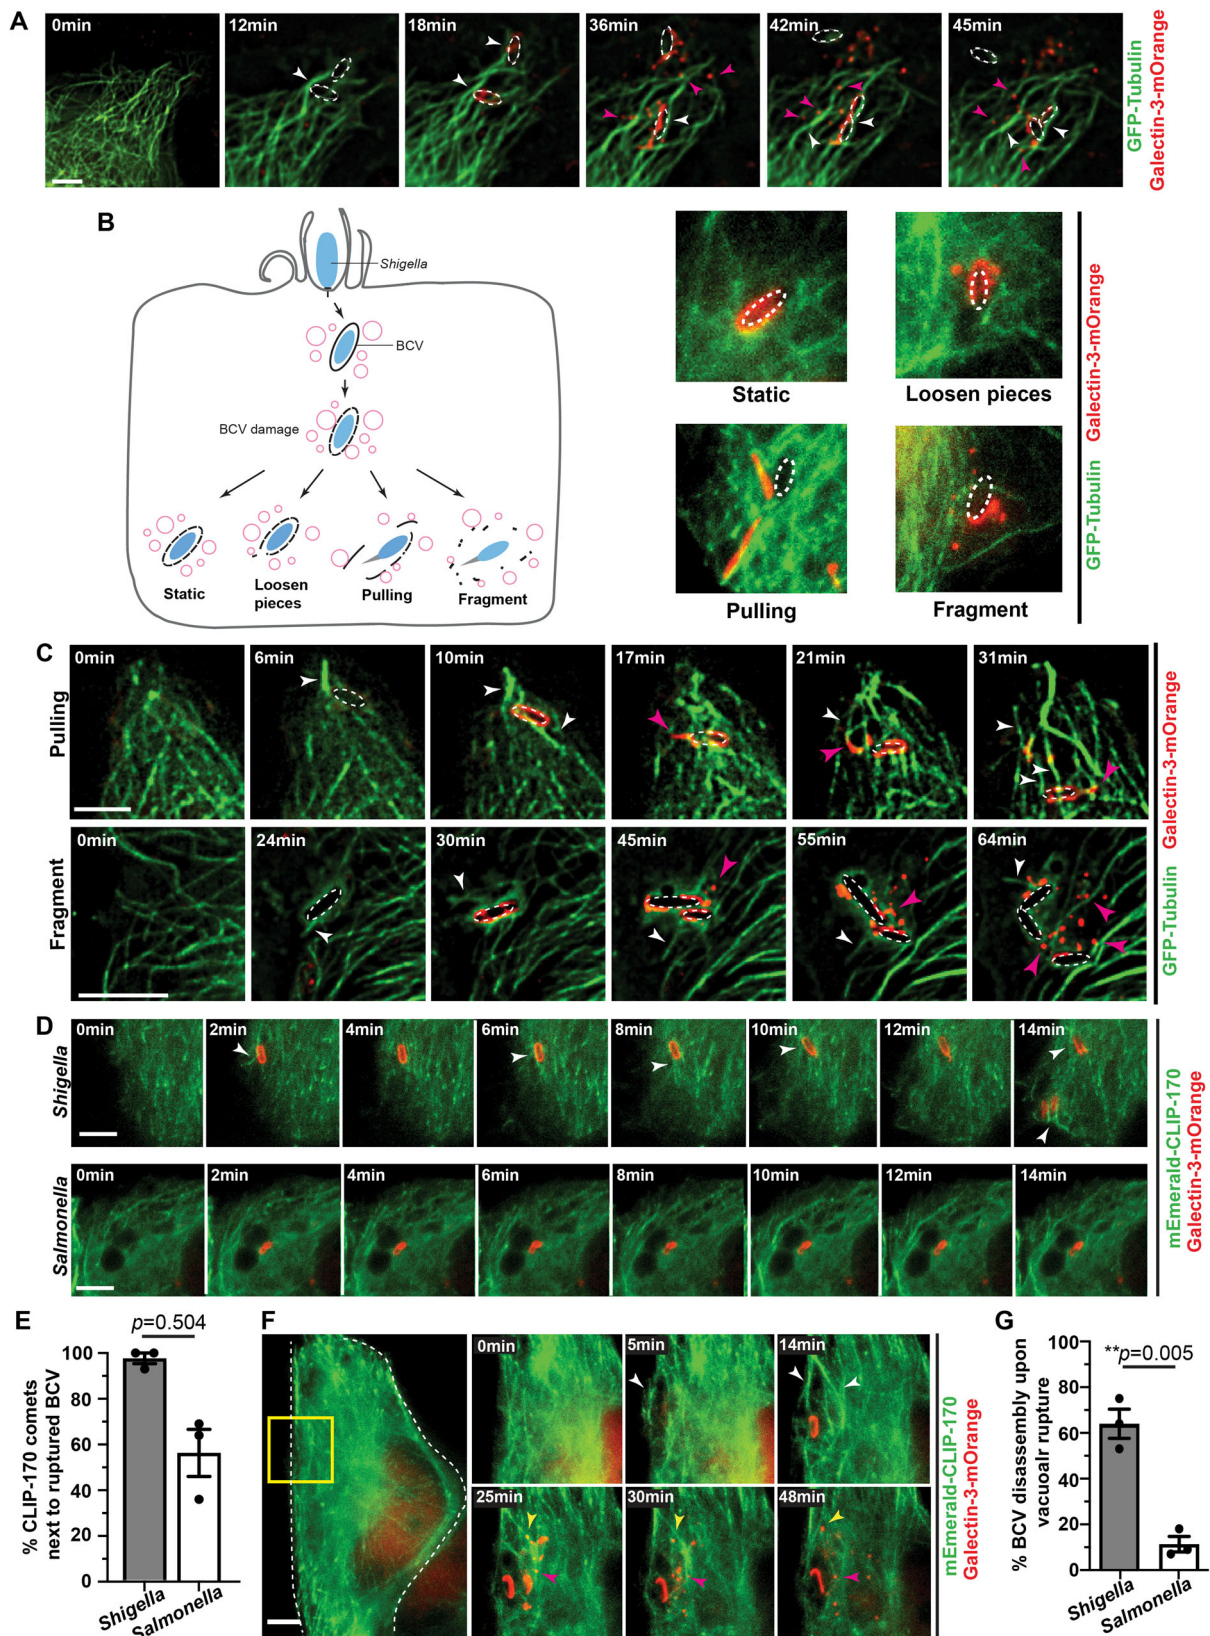 A
0min
12min
18min
36min
42min
45min
GFP-Tubulin
Galectin-3-mOrange
B
Shigella
BCV
BCV damage
Static
Loosen
pieces
Pulling
Fragment
Static
Loosen pieces
Pulling
Fragment
GFP-Tubulin Galectin-3-mOrange
C
Pulling
0min
6min
10min
17min
21min
31min
Fragment
0min
24min
30min
45min
55min
64min
GFP-Tubulin Galectin-3-mOrange
D
Shigella
0min
2min
4min
6min
8min
10min
12min
14min
Salmonella
0min
2min
4min
6min
8min
10min
12min
14min
mEmerald-CLIP-170
Galectin-3-mOrange
E
p=0.504
% CLIP-170 comets
next to ruptured BCV
100
80
60
40
20
0
Shigella
Salmonella
F
0min
5min
14min
25min
30min
48min
mEmerald-CLIP-170
Galectin-3-mOrange
G
**p=0.005
% BCV disassembly upon
vacuoalr rupture
100
80
60
40
20
0
Shigella
Salmonella